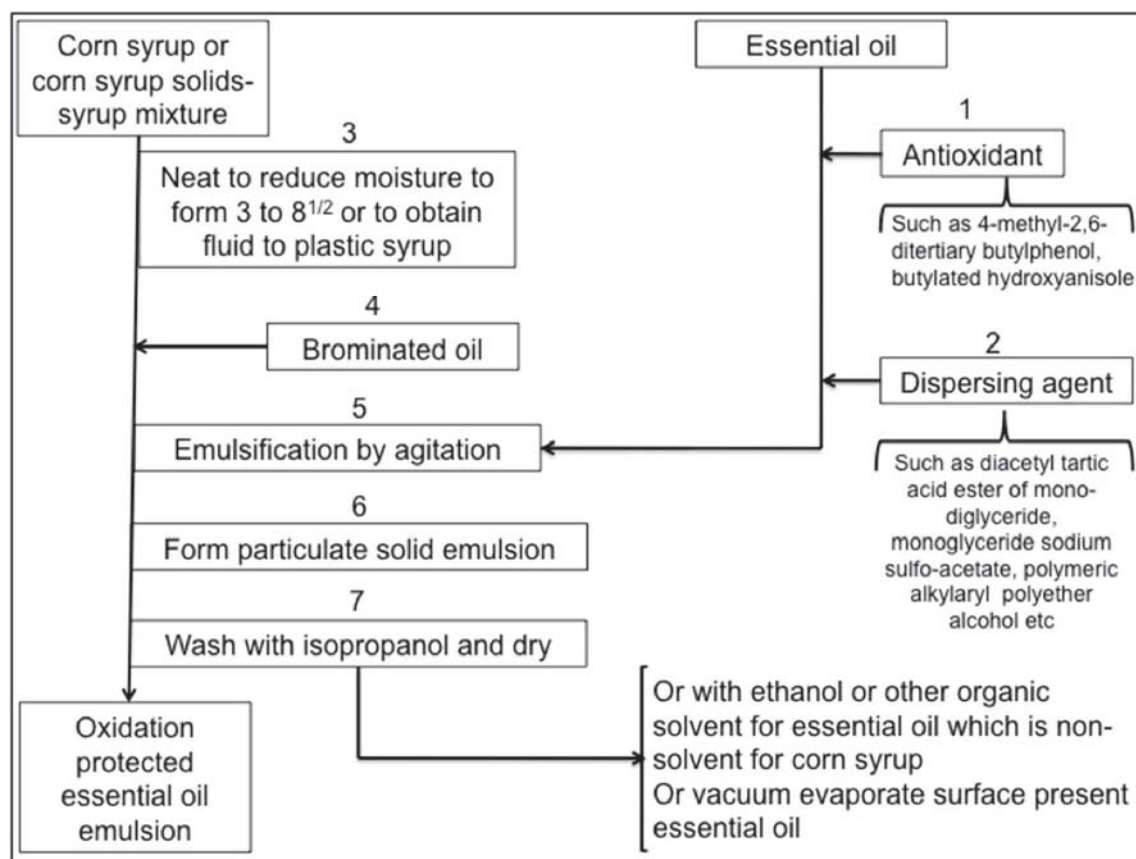 Corn syrup or
corn syrup solids-
syrup mixture
Essential oil
1
Antioxidant
Such as 4-methyl-2,6-
ditertiary butylphenol,
butylated hydroxyanisole
3
Neat to reduce moisture to
form 3 to 8^1/2 or to obtain
fluid to plastic syrup
4
Brominated oil
2
Dispersing agent
Such as diacetyl tartic
acid ester of mono-
diglyceride,
monoglyceride sodium
sulfo-acetate, polymeric
alkylaryl polyether
alcohol etc
5
Emulsification by agitation
6
Form particulate solid emulsion
7
Wash with isopropanol and dry
Or with ethanol or other organic
solvent for essential oil which is non-
solvent for corn syrup
Or vacuum evaporate surface present
essential oil
Oxidation
protected
essential oil
emulsion